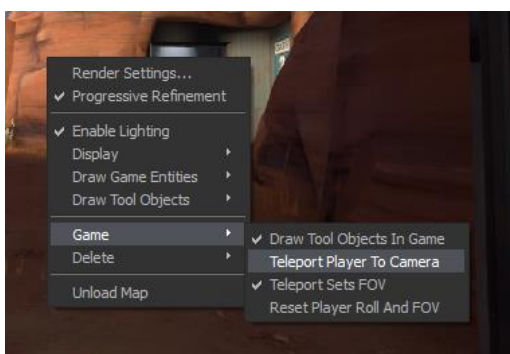 Render Settings...
Progressive Refinement
Enable Lighting
Display
Draw Game Entities
Draw Tool Objects
Game
Delete
Unload Map
Draw Tool Objects In Game
Teleport Player To Camera
Teleport Sets FOV
Reset Player Roll And FOV